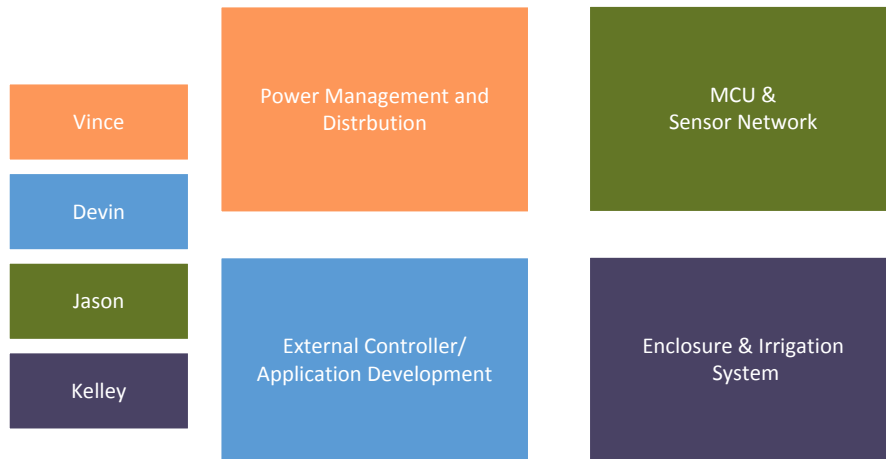 Vince
Devin
Jason
Kelley
Power Management and
Distrbution
MCU &
Sensor Network
External Controller/
Application Development
Enclosure & Irrigation
System